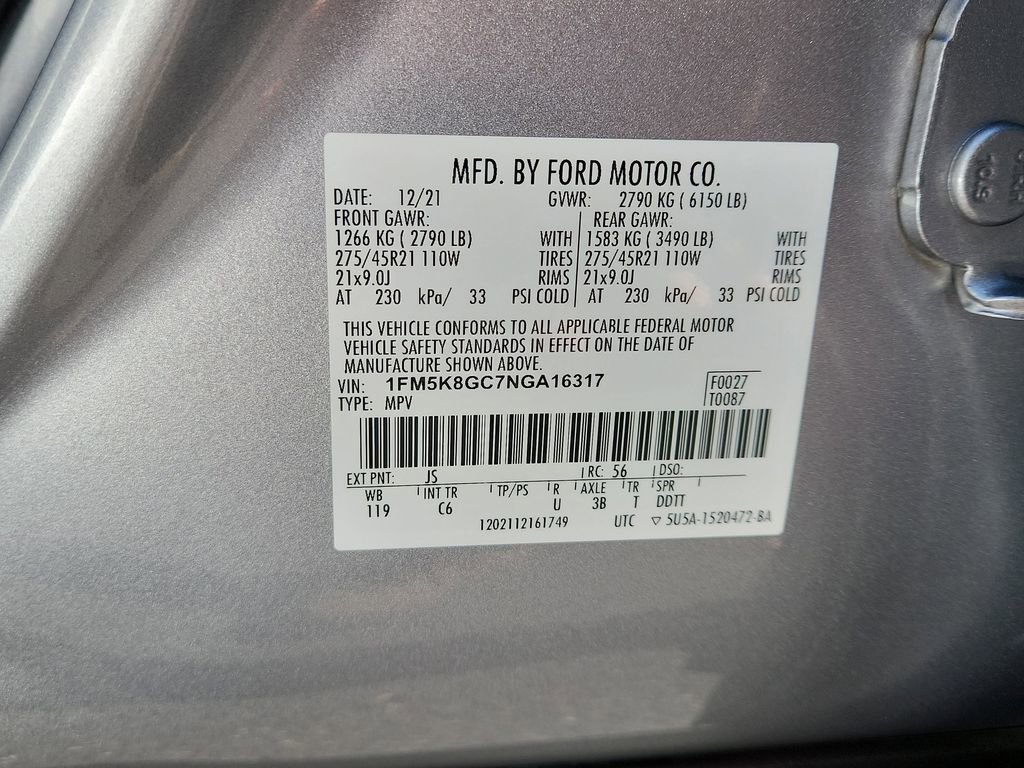 MFD. BY FORD MOTOR CO.
DATE: 12/21 GVWR: 2790 KG ( 6150 LB)
FRONT GAWR: REAR GAWR:
1266 KG ( 2790 LB) WITH 1583 KG ( 3490 LB) WITH
275/45R21 110W TIRES 275/45R21 110W TIRES
21x9.0J RIMS 21x9.0J RIMS
AT 230 kPa/ 33 PSI COLD AT 230 kPa/ 33 PSI COLD
THIS VEHICLE CONFORMS TO ALL APPLICABLE FEDERAL MOTOR
VEHICLE SAFETY STANDARDS IN EFFECT ON THE DATE OF
MANUFACTURE SHOWN ABOVE.
VIN: 1FM5K8GC7NGA16317 F0027
TYPE: MPV T0087
EXT PNT: JS RC: 56 DSO:
WB INT TR TP/PS R AXLE TR SPR
119 C6 U 3B T DDTT
1202112161749 UTC ▽ 5U5A-1520472-BA
10.9